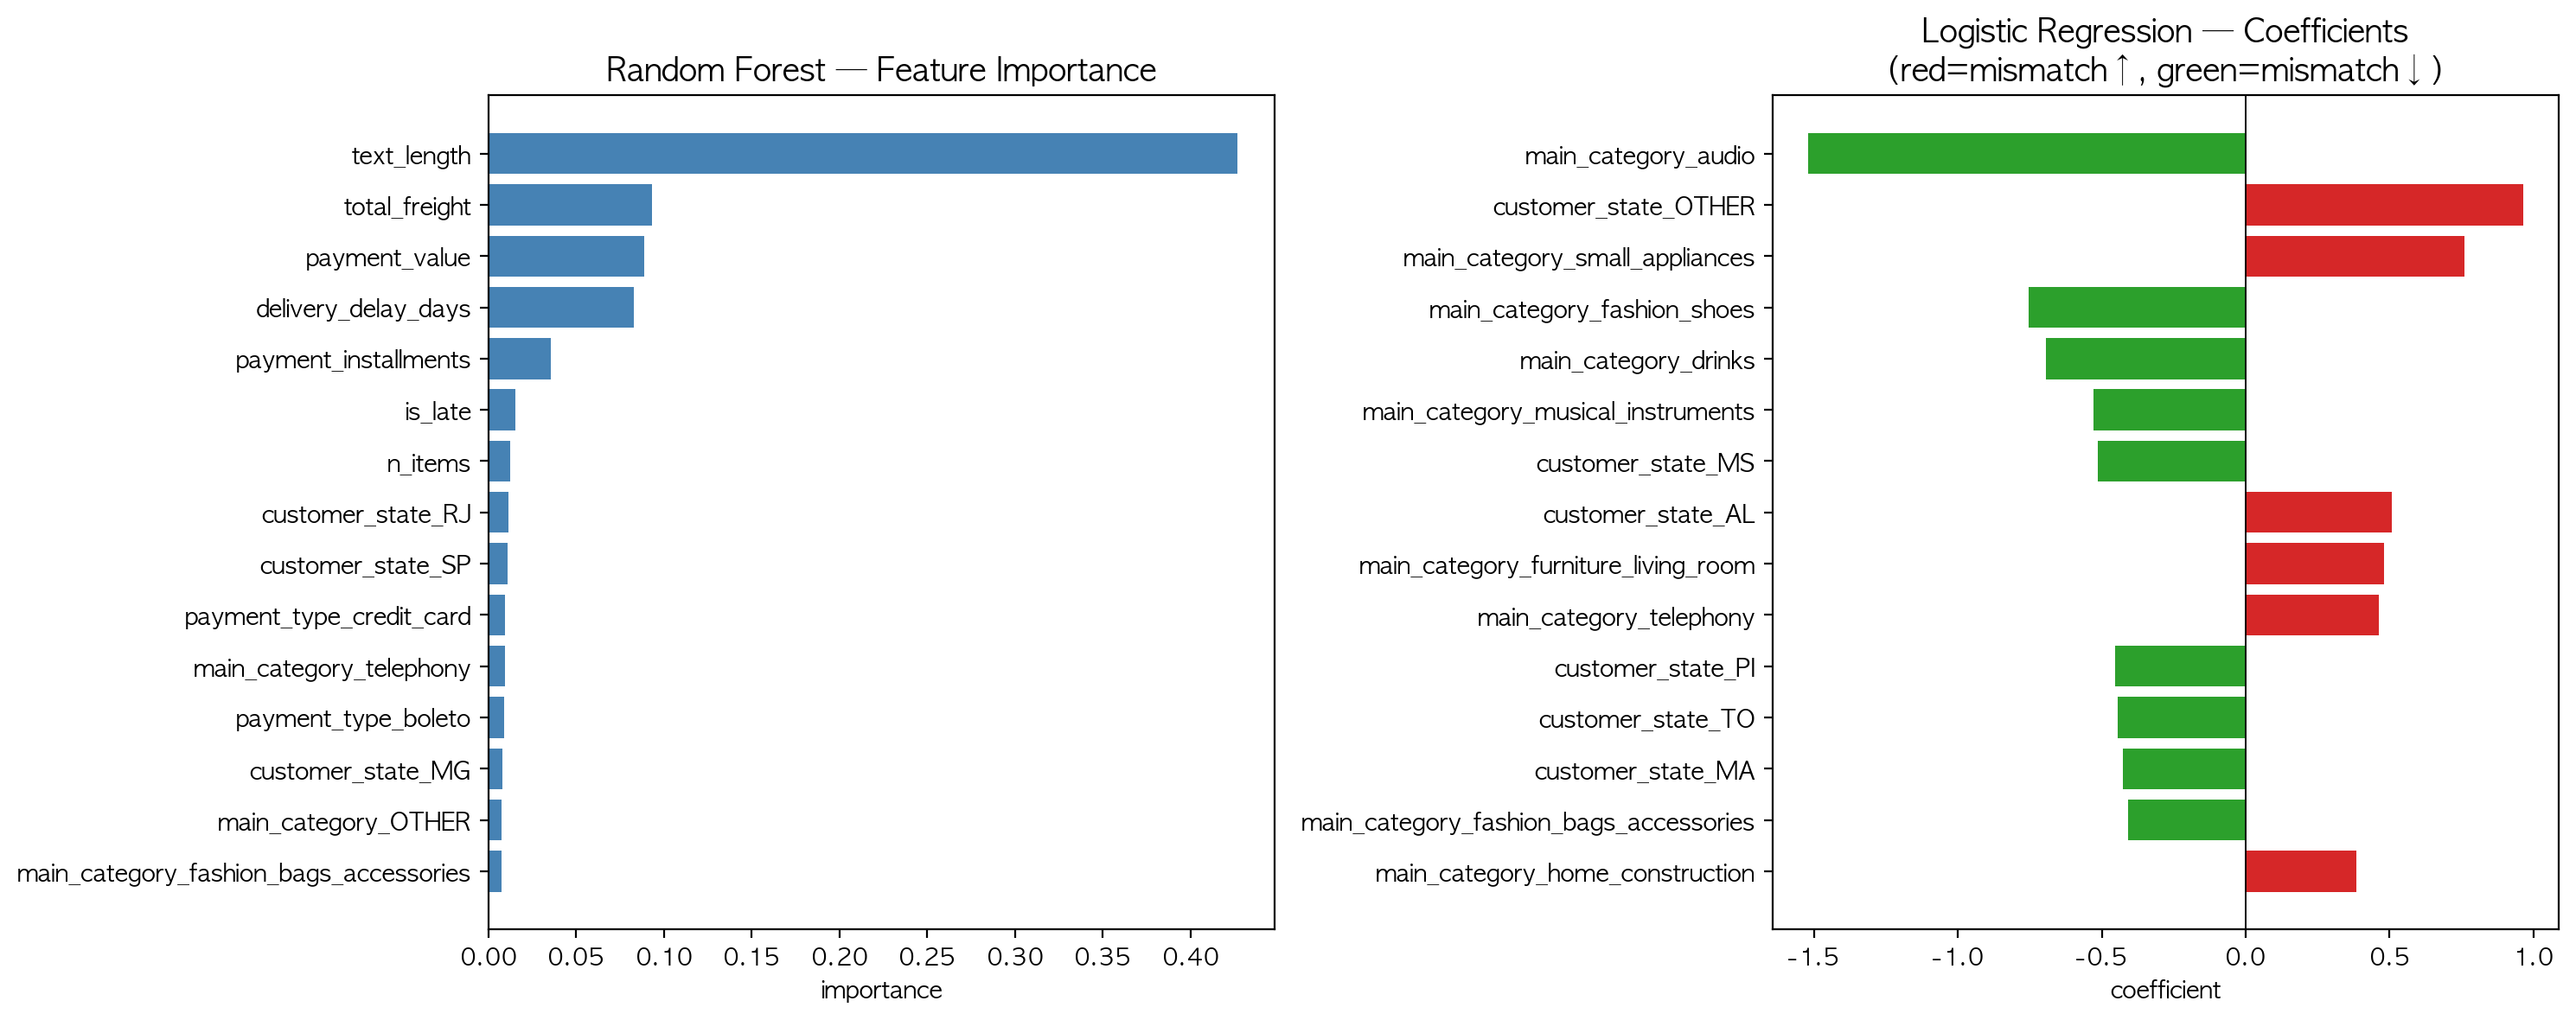 Random Forest — Feature Importance
text_length
total_freight
payment_value
delivery_delay_days
payment_installments
is_late
n_items
customer_state_RJ
customer_state_SP
payment_type_credit_card
main_category_telephony
payment_type_boleto
customer_state_MG
main_category_OTHER
main_category_fashion_bags_accessories
0.00 0.05 0.10 0.15 0.20 0.25 0.30 0.35 0.40
importance
Logistic Regression — Coefficients
(red=mismatch↑, green=mismatch↓)
main_category_audio
customer_state_OTHER
main_category_small_appliances
main_category_fashion_shoes
main_category_drinks
main_category_musical_instruments
customer_state_MS
customer_state_AL
main_category_furniture_living_room
main_category_telephony
customer_state_PI
customer_state_TO
customer_state_MA
main_category_fashion_bags_accessories
main_category_home_construction
-1.5 -1.0 -0.5 0.0 0.5 1.0
coefficient